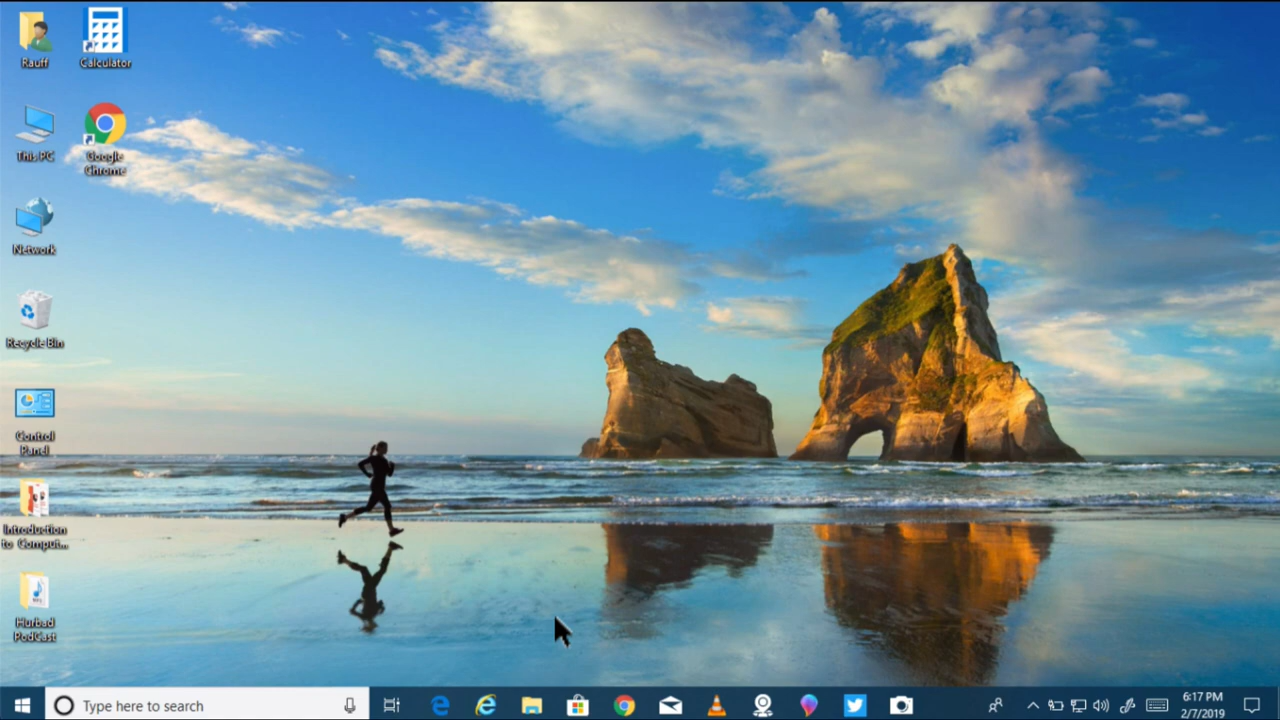 Rauff
Calculator
This PC
Google
Chrome
Network
Recycle Bin
Control
Panel
Introduction
to Comput...
Hurbad
PodCast
Type here to search
6:17 PM
2/7/2019